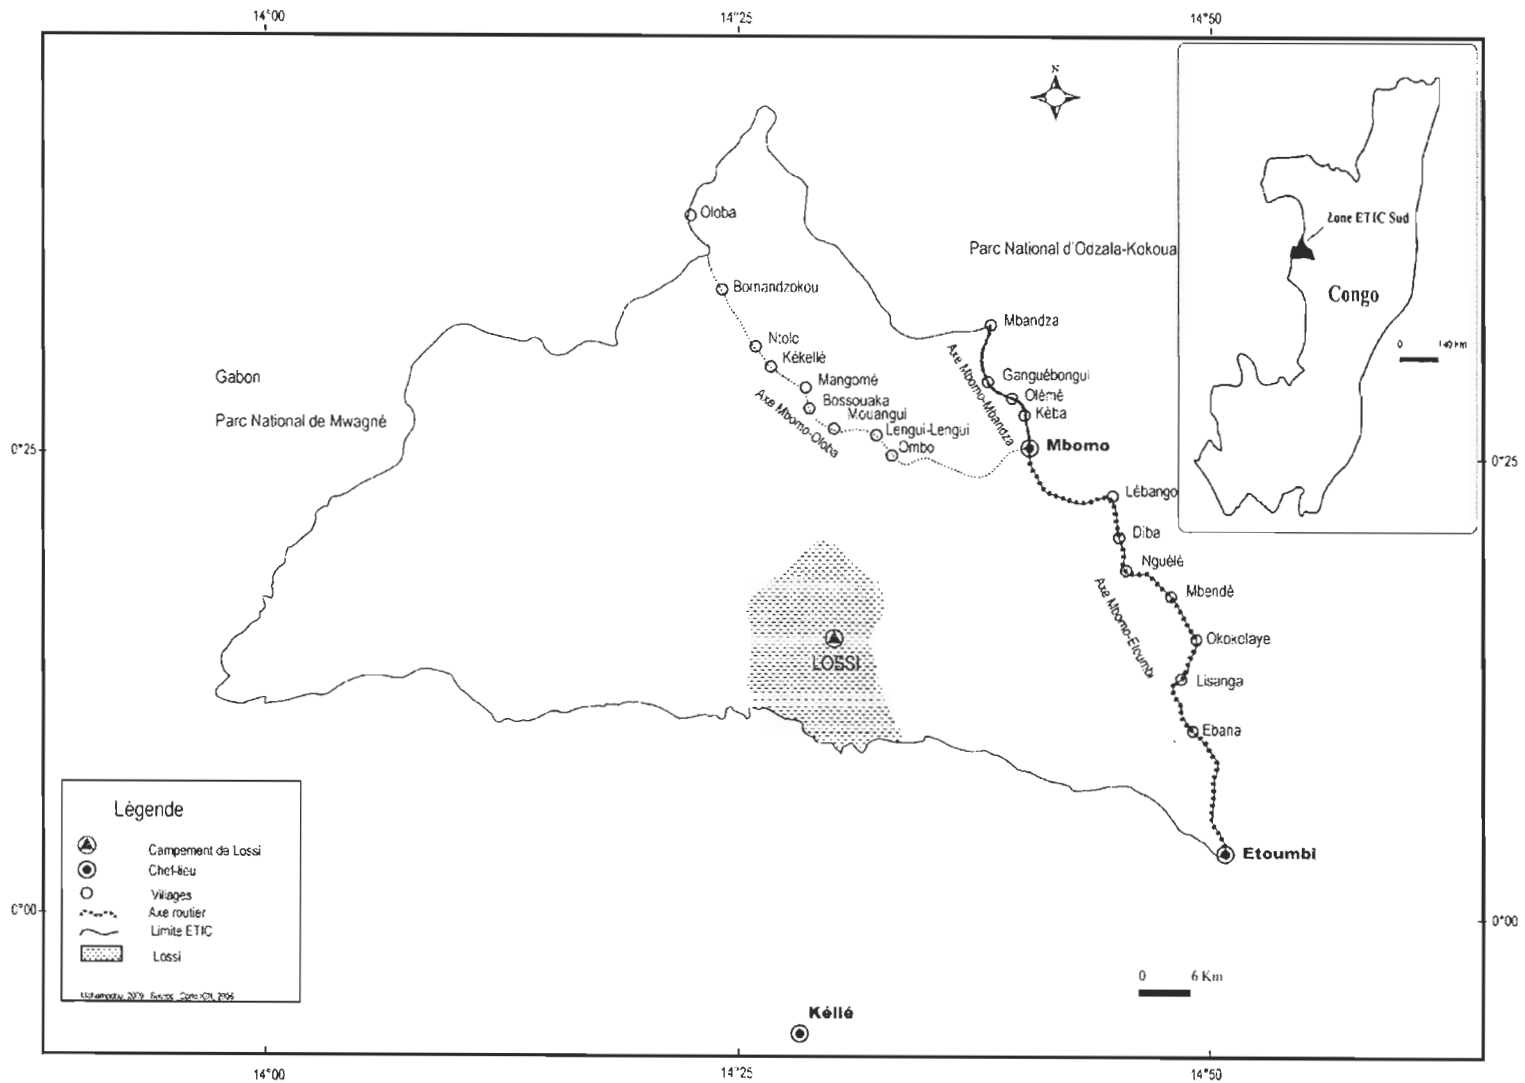 14°00
14°25
14°50
N
Oloba
Parc National d'Odzala-Kokoua
Zone ETIC Sud
Bomandzokou
Congo
Mbandza
0
140 km
Ntolo
Kékellé
Gabon
Ganguébongui
Mangomé
Olémé
Bossouaka
Kéba
Mouangui
Parc National de Mwagné
Axe Mbomo-Mbandza
Axe Mbomo-Oloba
Lengui-Lengui
Ombo
Mbomo
0°25
0°25
Lébango
Diba
Nguélé
Mbendé
Axe Mbomo-Etoumbi
Okokolaye
LOSSI
Lisanga
Ebana
Légende
Campement de Lossi
Chef-lieu
Villages
Axe routier
Limite ETIC
Lossi
Etoumbi
0°00
0°00
0
6 Km
Kéllé
14°00
14°25
14°50